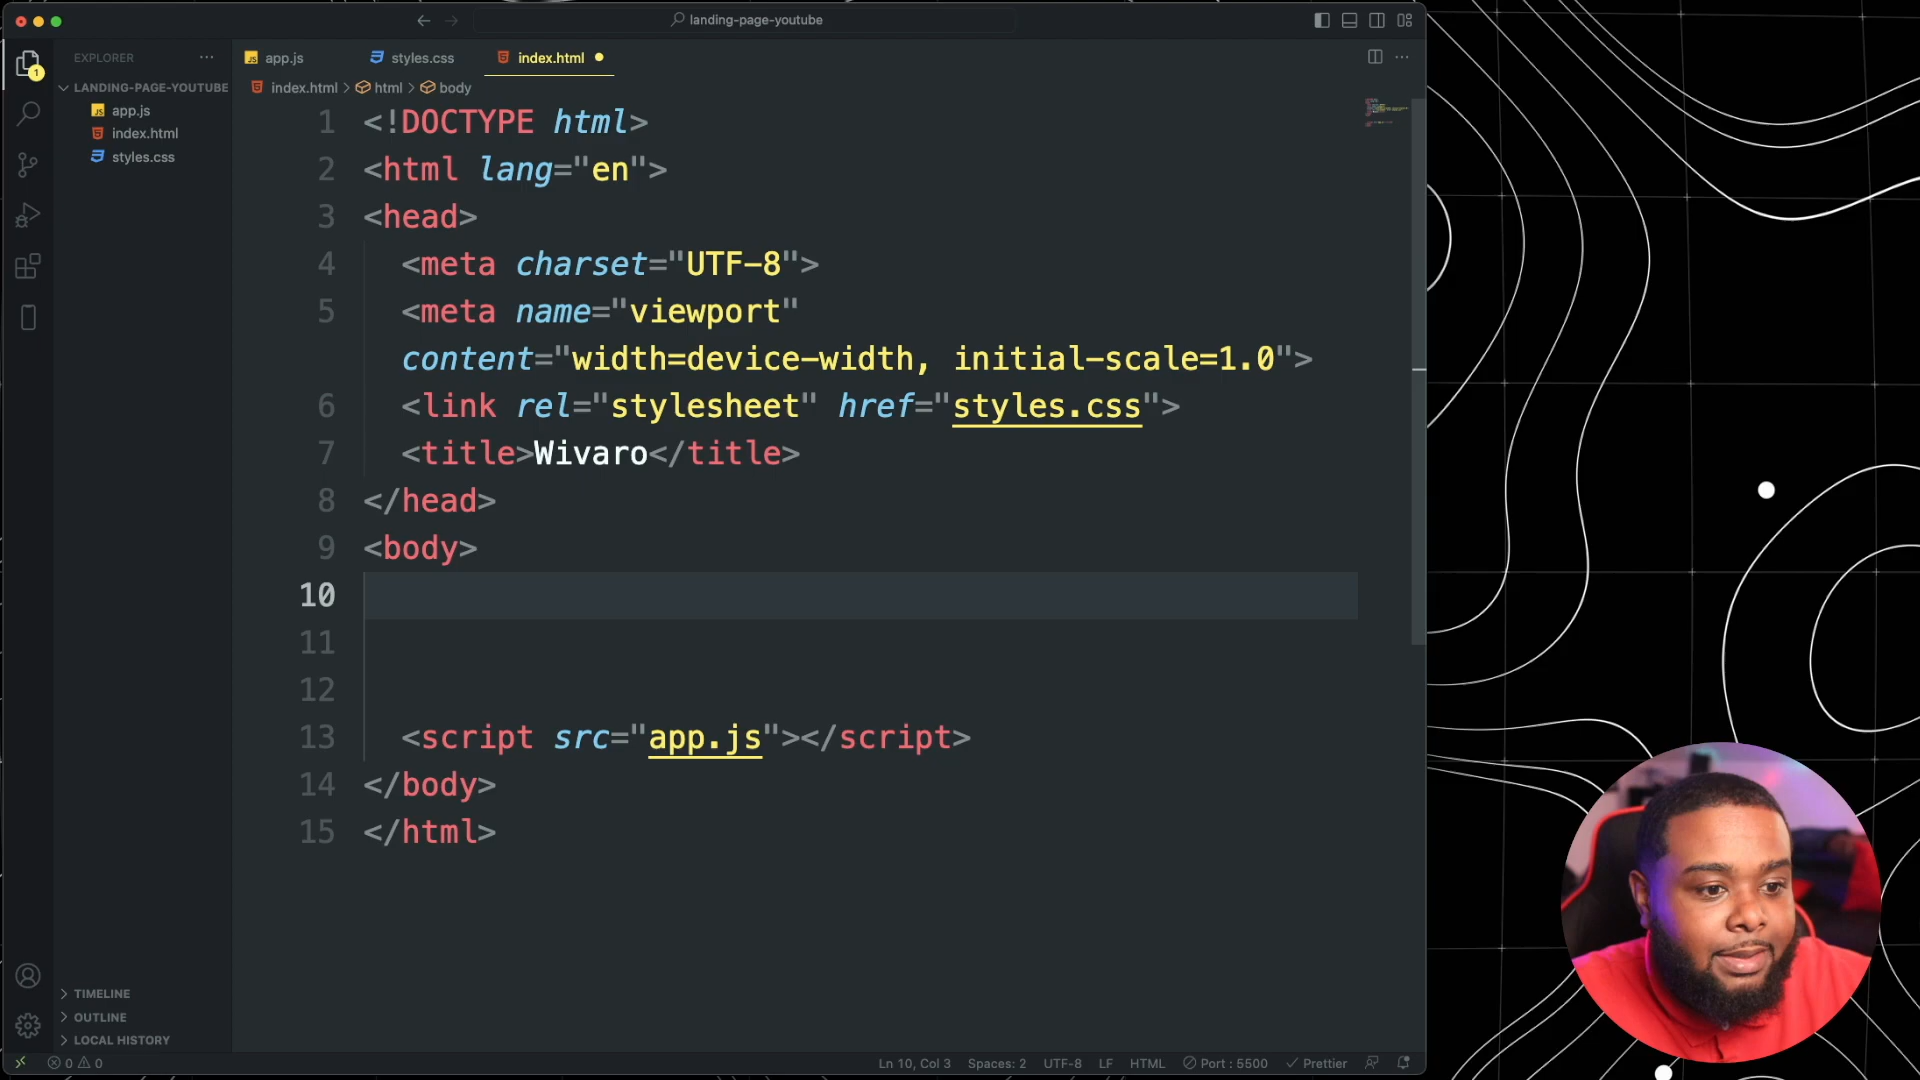 landing-page-youtube
EXPLORER
app.js
styles.css
index.html
1
LANDING-PAGE-YOUTUBE
index.html > html > body
app.js
index.html
styles.css
1 <!DOCTYPE html>
2 <html lang="en">
3 <head>
4 <meta charset="UTF-8">
5 <meta name="viewport"
content="width=device-width, initial-scale=1.0">
6 <link rel="stylesheet" href="styles.css">
7 <title>Wivaro</title>
8 </head>
9 <body>
10
11
12
13 <script src="app.js"></script>
14 </body>
15 </html>
TIMELINE
OUTLINE
LOCAL HISTORY
0 0
Ln 10, Col 3 Spaces: 2 UTF-8 LF HTML Port : 5500 Prettier